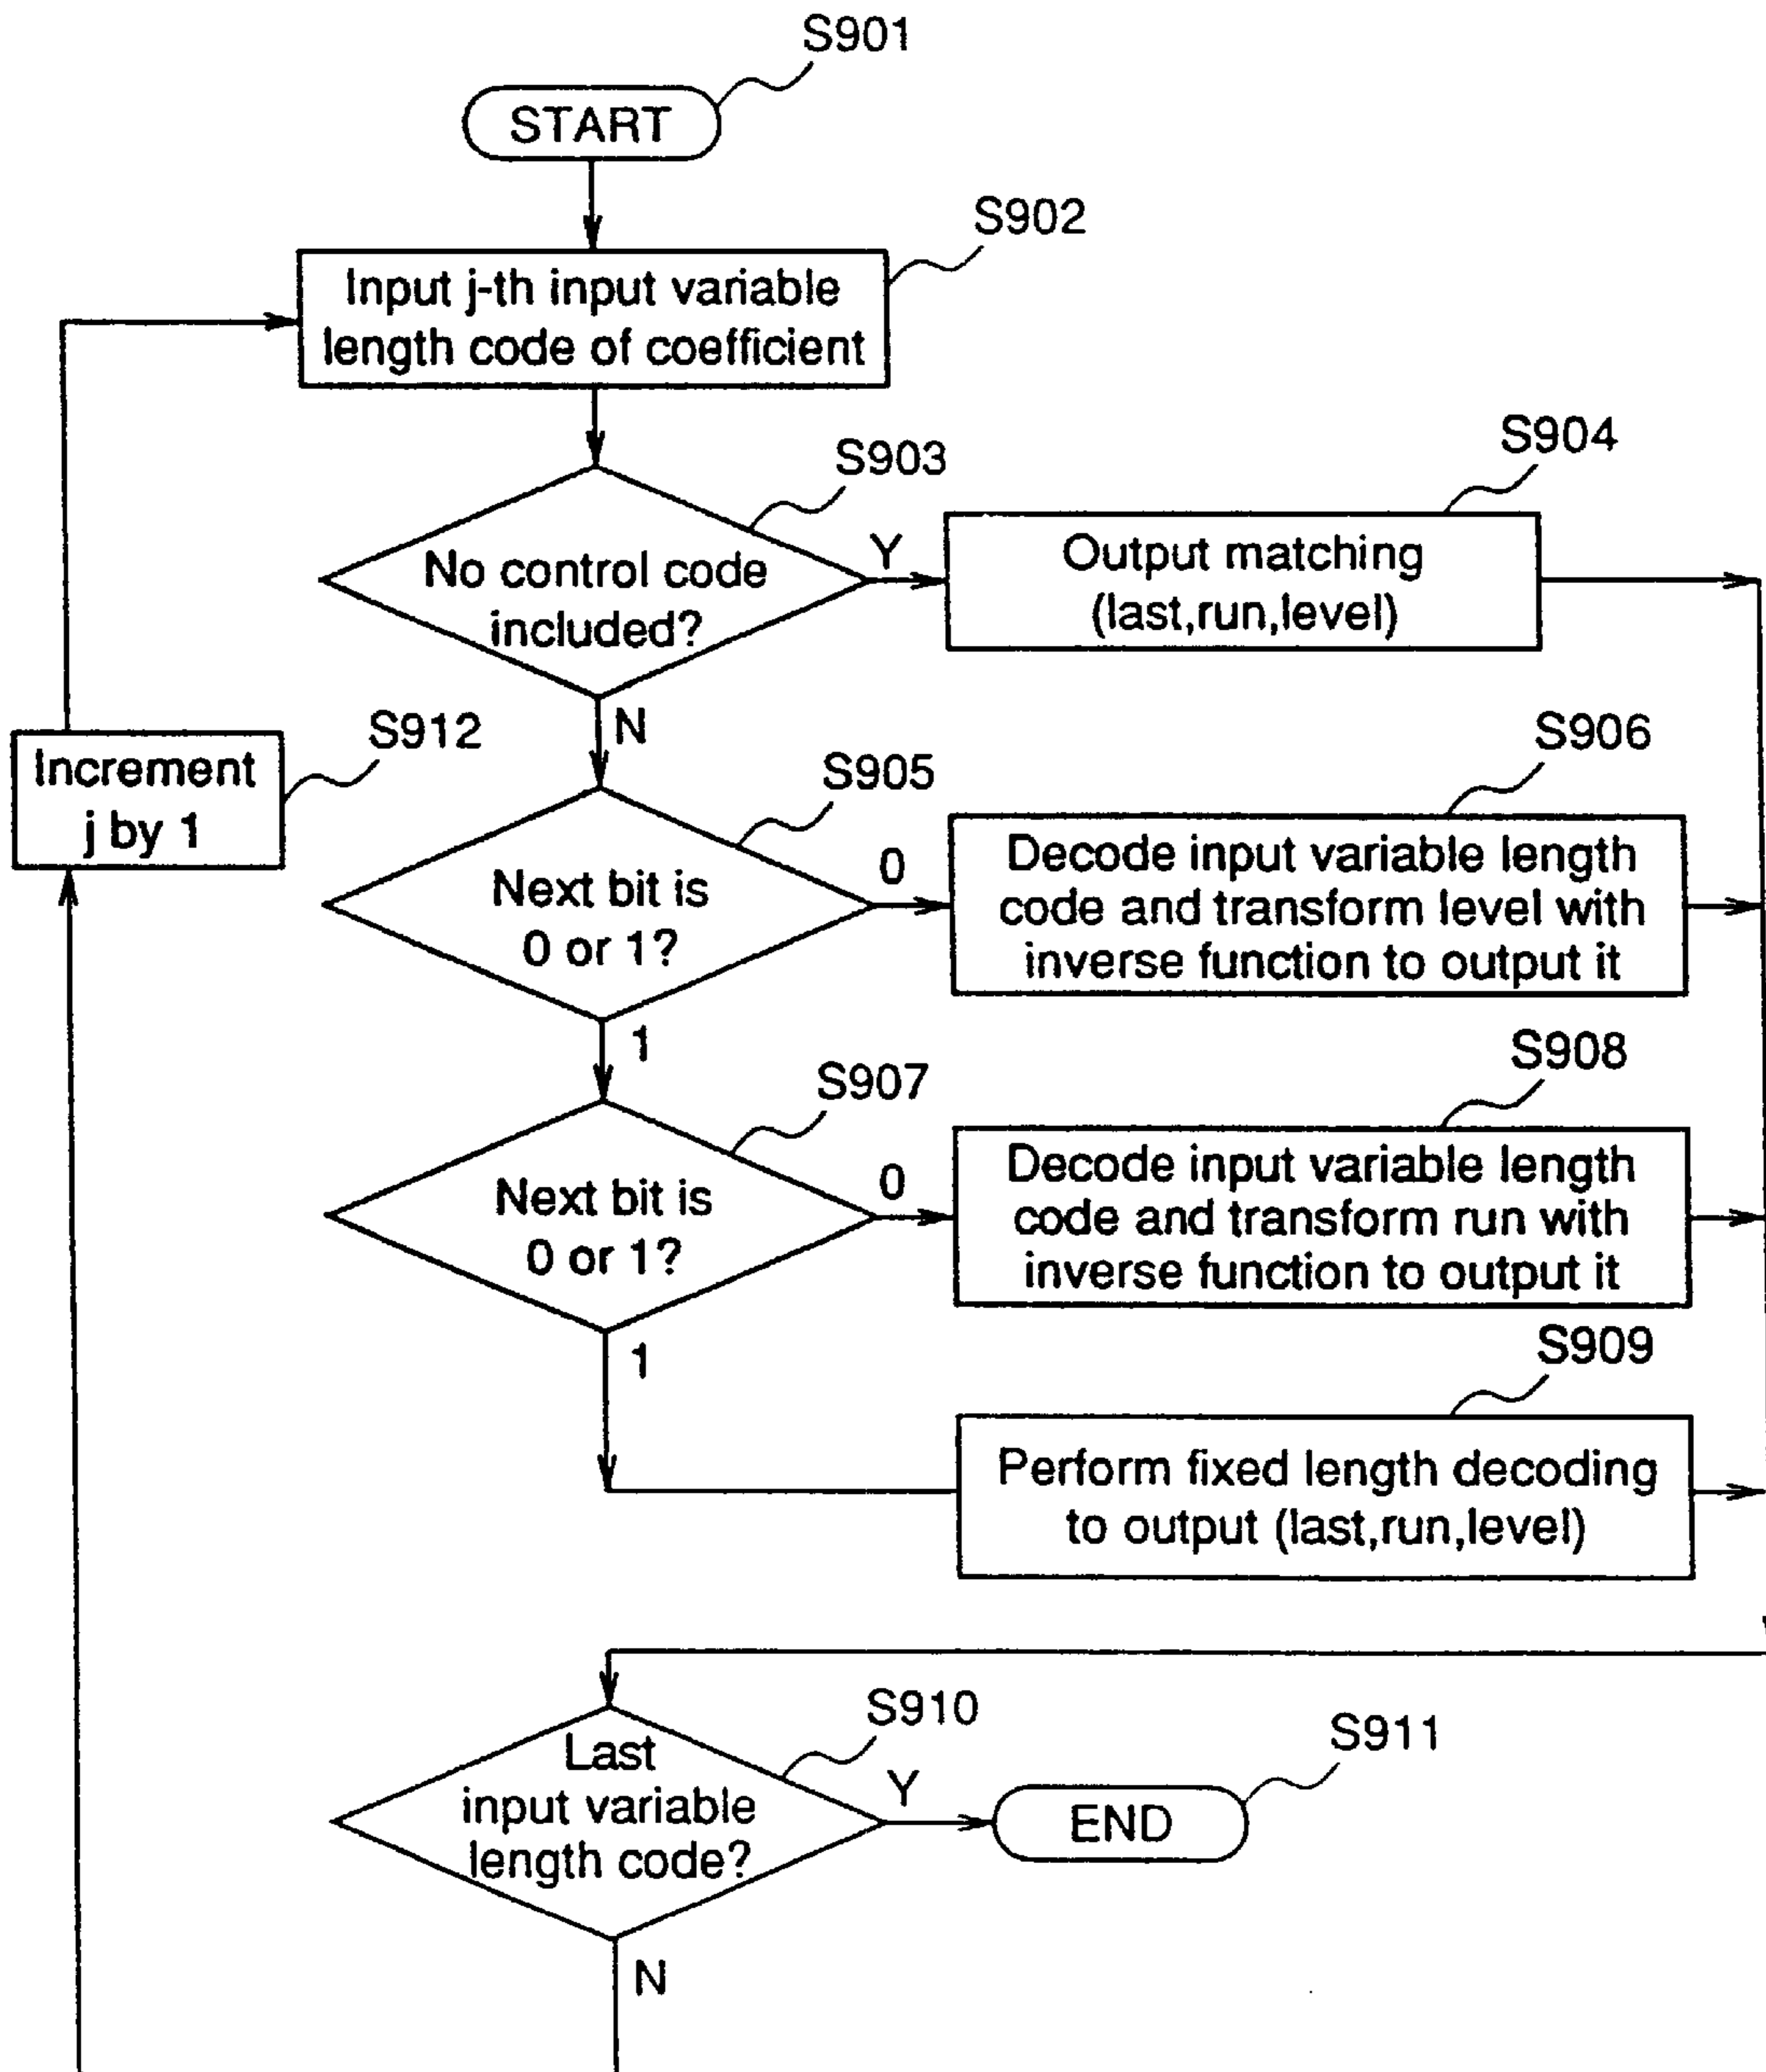 S901
START
S902
Input j-th input variable
length code of coefficient
S903
No control code
included?
Y
S904
Output matching
(last,run,level)
N
S912
Increment
j by 1
S905
Next bit is
0 or 1?
0
S906
Decode input variable length
code and transform level with
inverse function to output it
1
S907
Next bit is
0 or 1?
0
S908
Decode input variable length
code and transform run with
inverse function to output it
1
S909
Perform fixed length decoding
to output (last,run,level)
S910
Last
input variable
length code?
Y
S911
END
N